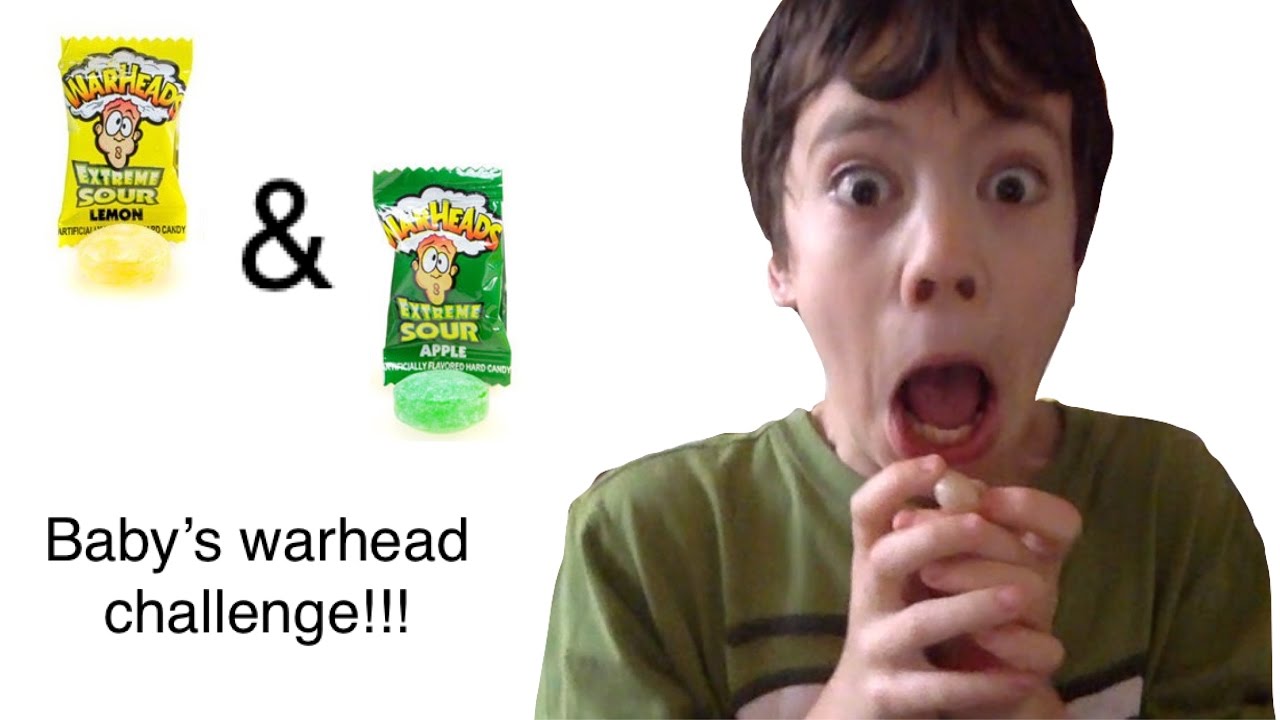 WARHEADS
EXTREME
SOUR
LEMON
&
WARHEADS
EXTREME
SOUR
APPLE
ARTIFICIALLY FLAVORED HARD CANDY
Baby’s warhead
challenge!!!